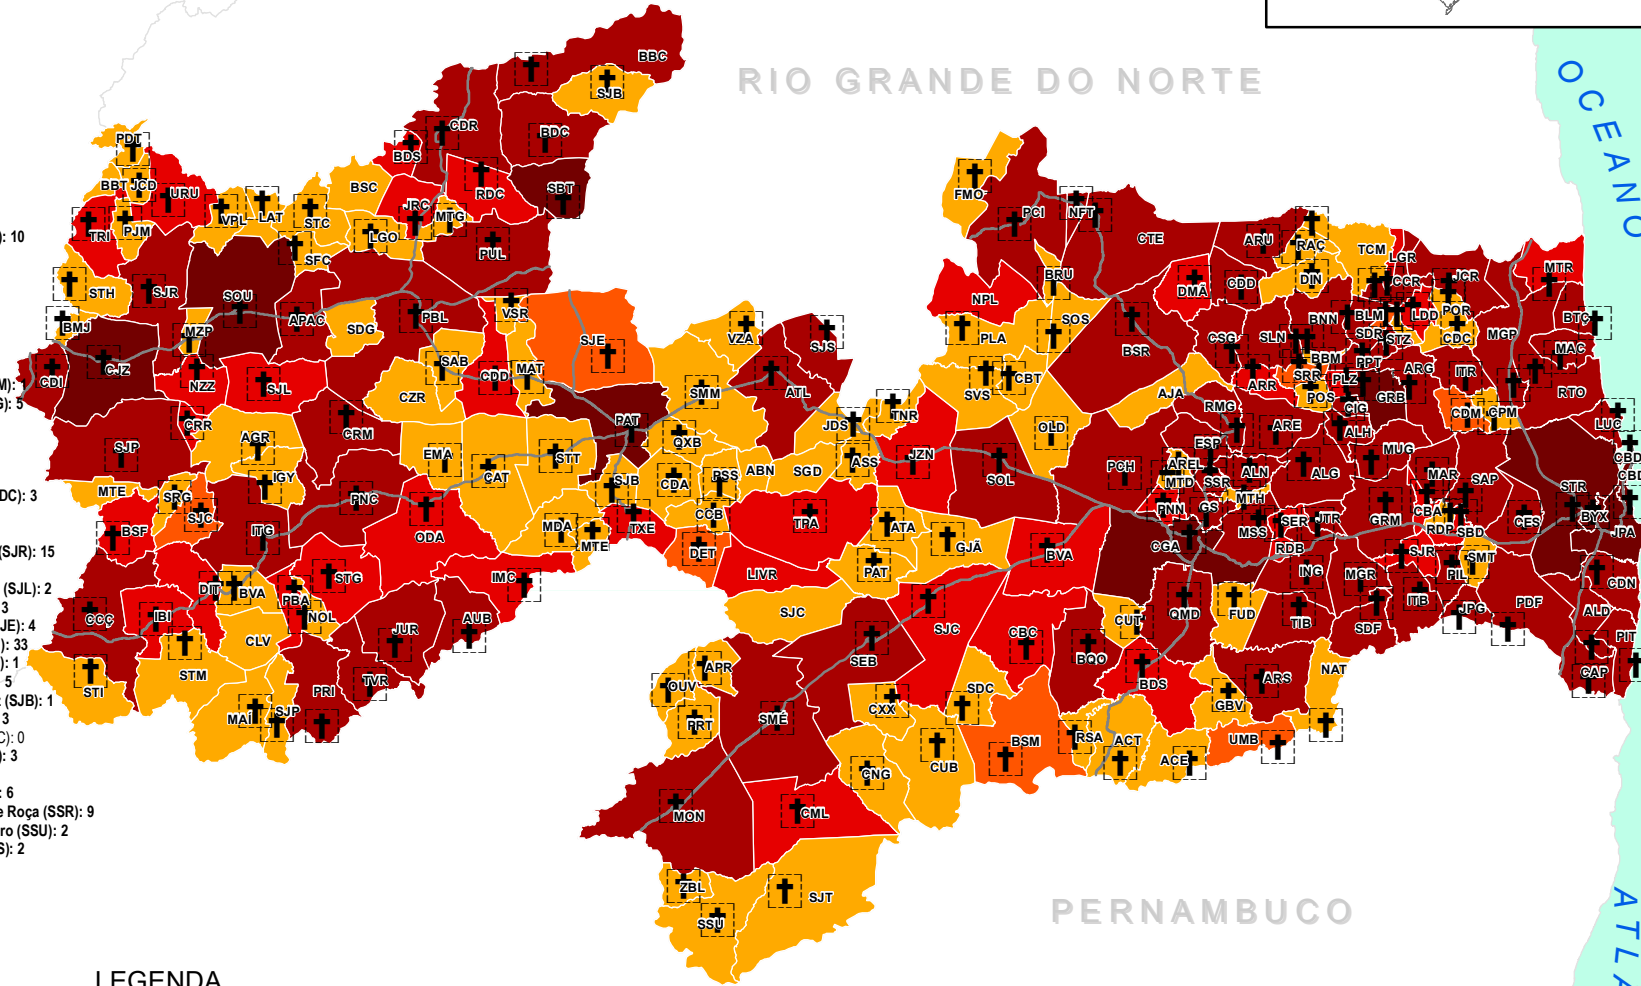 RIO GRANDE DO NORTE
OCEANO
ATLA
PERNAMBUCO
LEGENDA
): 10
M): 1
G): 5
DC): 3
(SJR): 15
(SJL): 2
3
JE): 4
): 33
): 1
5
(SJB): 1
3
C): 0
): 3
: 6
e Roça (SSR): 9
ro (SSU): 2
S): 2
BBC
SJB
CDR
BDC
BDS
SBT
RDC
PDT
BBT
JCD
URU
BSC
JRC
MTG
VPL
LAT
STC
TRI
PJM
LGO
SFC
PUL
STH
SJR
SOU
BMJ
MZP
APAC
SDG
PBL
VSR
SJE
VZA
SJS
CDI
CJZ
NZZ
SJL
SAB
CDD
MAT
CZR
SMM
ATL
CRR
CRM
PAT
QXB
JDS
TNR
SJP
AGR
EMA
STT
IGY
CAT
SJB
CDA
PSS
ABN
SGD
ASS
JZN
SOL
MTE
SRG
SJC
PNC
ODA
MDA
MTE
TXE
CCB
TPA
ATA
GJÃ
BSF
ITG
DET
LIVR
PAT
BVA
STG
IMC
DIT
BVA
PBA
NOL
SJC
CCC
IBI
CLV
JUR
AUB
SEB
SJC
CBC
STI
STM
TVR
PRI
MAÍ
SJP
APR
OUV
PRT
SMÉ
CXX
SDC
CUB
BSM
CNG
MON
CML
ZBL
SSU
SJT
FMO
PCI
NFT
CTE
ARU
RAÇ
TCM
LGR
DIN
BRU
NPL
DMA
CDD
CCR
JCR
MTR
SOS
PLA
BSR
CSG
SLN
BNN
BLM
LDD
POR
BTC
SDR
STZ
CDC
MGP
MAC
SVS
CBT
BBM
PPT
ARR
SRR
PLZ
ARG
ITR
RTO
AJA
POS
GRB
RMG
CIG
CDM
CPM
LUC
OLD
ARE
ALH
ESP
MUG
CBD
PCH
AREL
MTD
SSR
ALN
ALG
MAR
SAP
STR
CBD
MTH
PNN
GS
CBA
BYX
CGA
MSS
SER
JTR
GRM
RDP
SBD
CES
JPA
RDB
SJR
PIL
SMT
ING
MGR
ITB
CDN
CUT
QMD
FUD
TIB
SDF
JPG
PDF
ALD
PIT
BQO
BDS
ARS
NAT
CAP
GBV
RSA
ACT
ACE
UMB